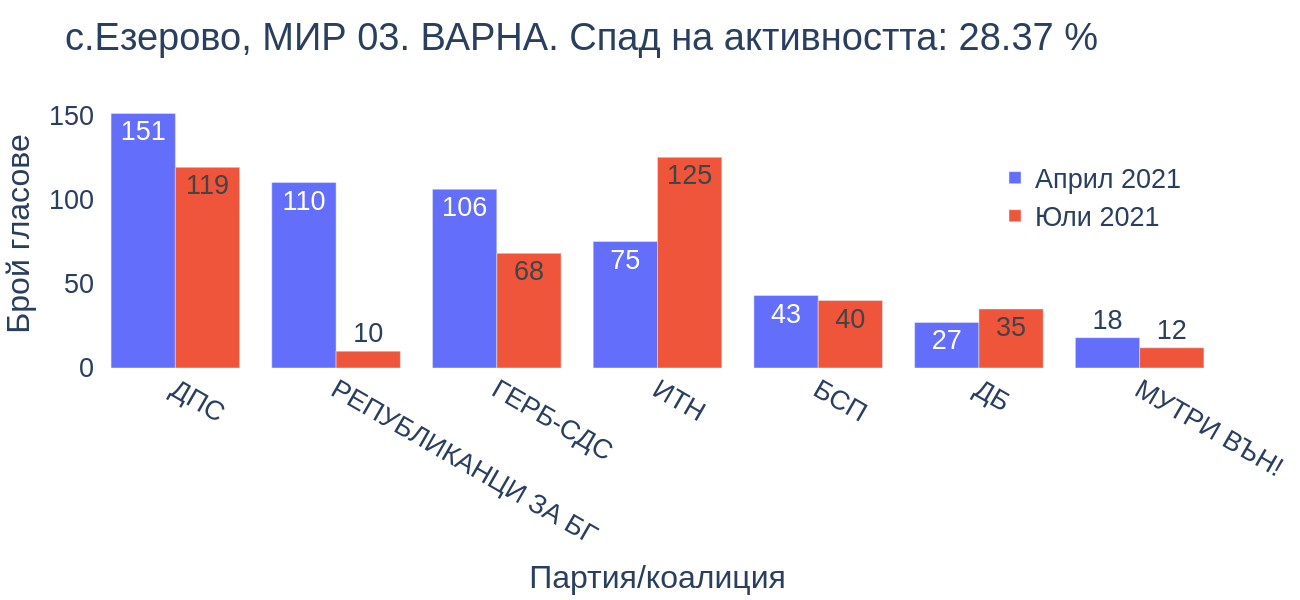 с.Езерово, МИР 03. ВАРНА. Спад на активността: 28.37 %
Брой гласове
150
100
50
0
151
119
110
10
106
68
75
125
43
40
27
35
18
12
Април 2021
Юли 2021
ДПС
РЕПУБЛИКАНЦИ ЗА БГ
ГЕРБ-СДС
ИТН
БСП
ДБ
МУТРИ ВЪН!
Партия/коалиция